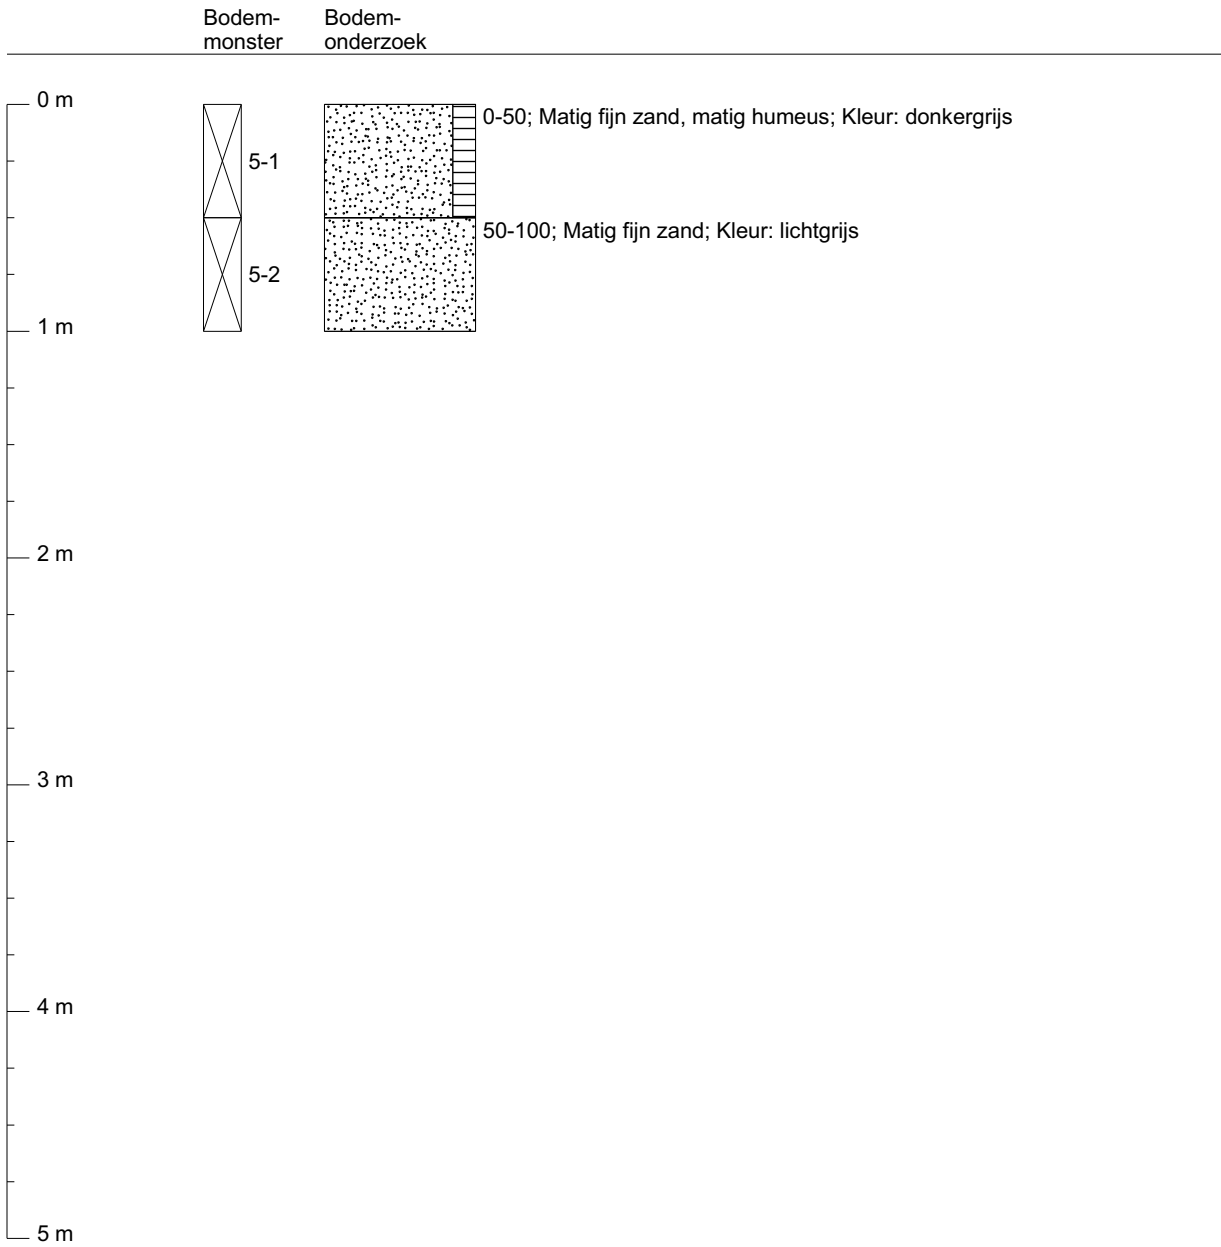 Bodem-
monster
Bodem-
onderzoek
0 m
0-50; Matig fijn zand, matig humeus; Kleur: donkergrijs
5-1
50-100; Matig fijn zand; Kleur: lichtgrijs
5-2
1 m
2 m
3 m
4 m
5 m